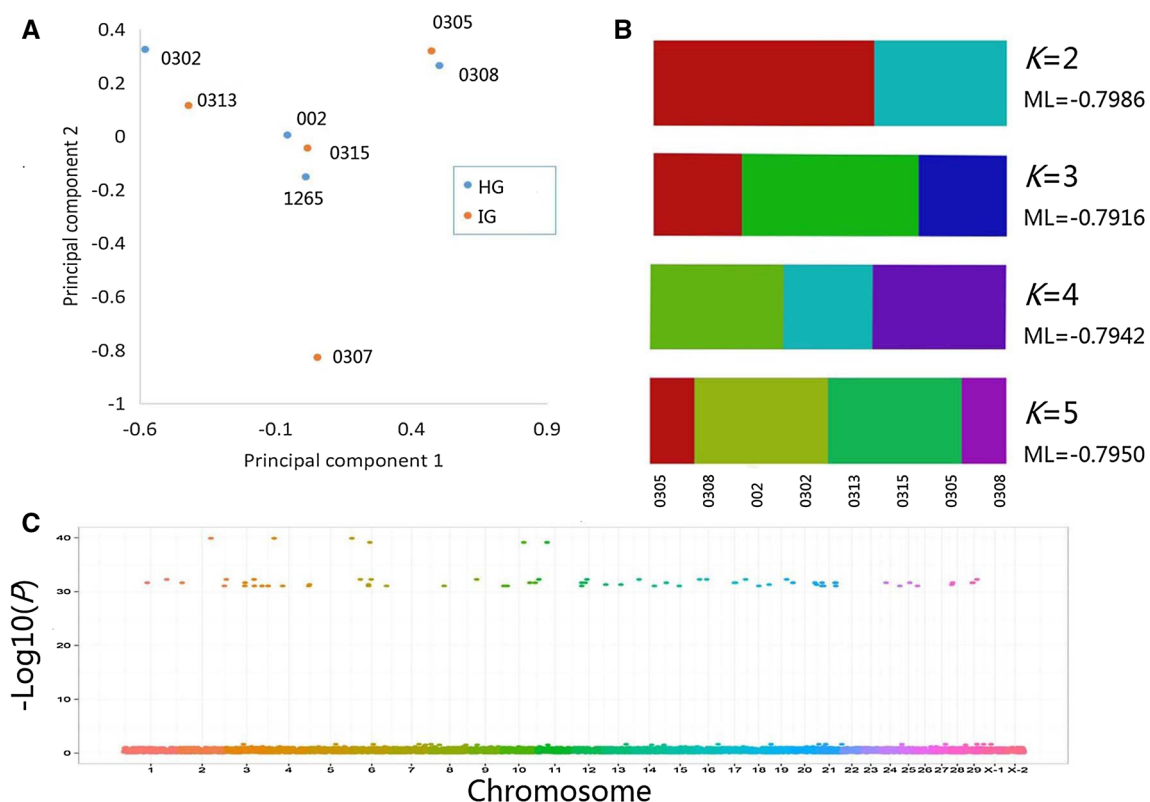 A
0.4
0.2
0
-0.2
-0.4
-0.6
-0.8
-1
-0.6
-0.1
0.4
0.9
Principal component 2
Principal component 1
0302
0313
002
0315
1265
0305
0308
0307
HG
IG
B
K=2
ML=-0.7986
K=3
ML=-0.7916
K=4
ML=-0.7942
K=5
ML=-0.7950
0305
0308
002
0302
0313
0315
0305
0308
C
-Log10(P)
40
30
20
10
0
1 2 3 4 5 6 7 8 9 10 11 12 13 14 15 16 17 18 19 20 21 22 23 24 25 26 27 28 29 X-1 X-2
Chromosome